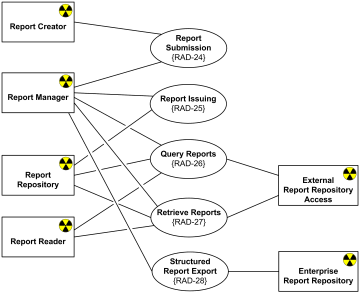 Report Creator
Report
Submission
{RAD-24}
Report Manager
Report Issuing
{RAD-25}
Query Reports
{RAD-26}
Report
Repository
External
Report Repository
Access
Retrieve Reports
{RAD-27}
Report Reader
Structured
Report Export
{RAD-28}
Enterprise
Report Repository